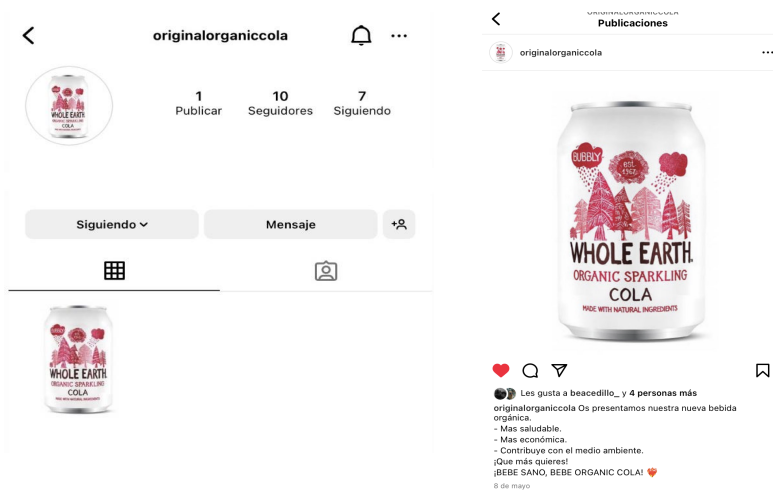 originalorganiccola
1 10 7
Publicar Seguidores Siguiendo
Siguiendo Mensaje
BUBBLY
WHOLE EARTH
ORGANIC SPARKLING
COLA
ORIGINALORGANICCOLA
Publicaciones
originalorganiccola
BUBBLY
est.
1967
WHOLE EARTH.
ORGANIC SPARKLING
COLA
MADE WITH NATURAL INGREDIENTS
Les gusta a beacedillo_ y 4 personas más
originalorganiccola Os presentamos nuestra nueva bebida
orgánica.
- Mas saludable.
- Mas económica.
- Contribuye con el medio ambiente.
¡Que más quieres!
¡BEBE SANO, BEBE ORGANIC COLA!
8 de mayo